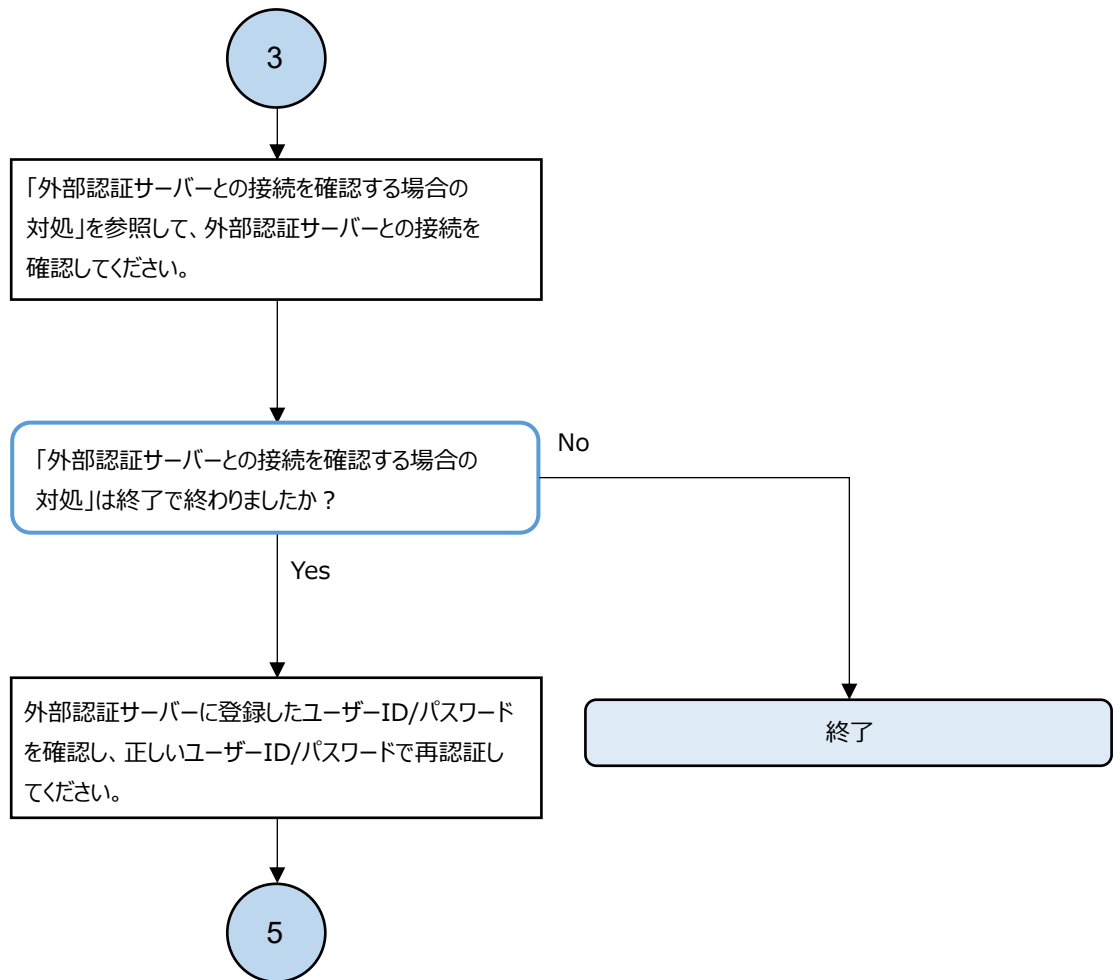 3
「外部認証サーバーとの接続を確認する場合の
対処」を参照して、外部認証サーバーとの接続を
確認してください。
「外部認証サーバーとの接続を確認する場合の
対処」は終了で終わりましたか？
No
Yes
外部認証サーバーに登録したユーザーID/パスワード
を確認し、正しいユーザーID/パスワードで再認証し
てください。
終了
5